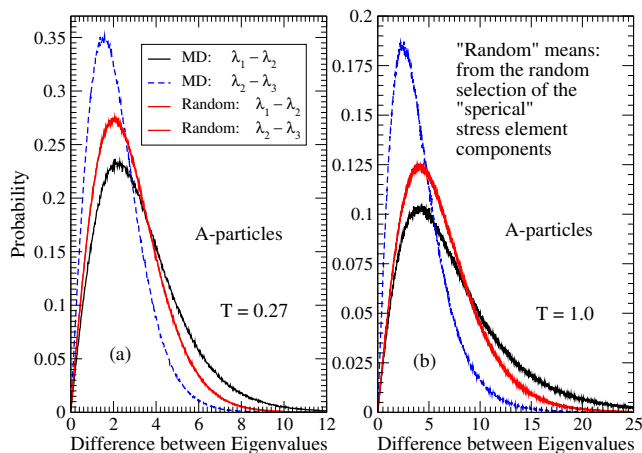 0.35
0.3
0.25
0.2
0.15
0.1
0.05
0
Probability
MD: λ1 − λ2
MD: λ2 − λ3
Random: λ1 − λ2
Random: λ2 − λ3
A-particles
T = 0.27
(a)
0 2 4 6 8 10 12
Difference between Eigenvalues
0.2
0.175
0.15
0.125
0.1
0.075
0.05
0.025
0
"Random" means:
from the random
selection of the
"sperical"
stress element
components
A-particles
T = 1.0
(b)
0 5 10 15 20 25
Difference between Eigenvalues